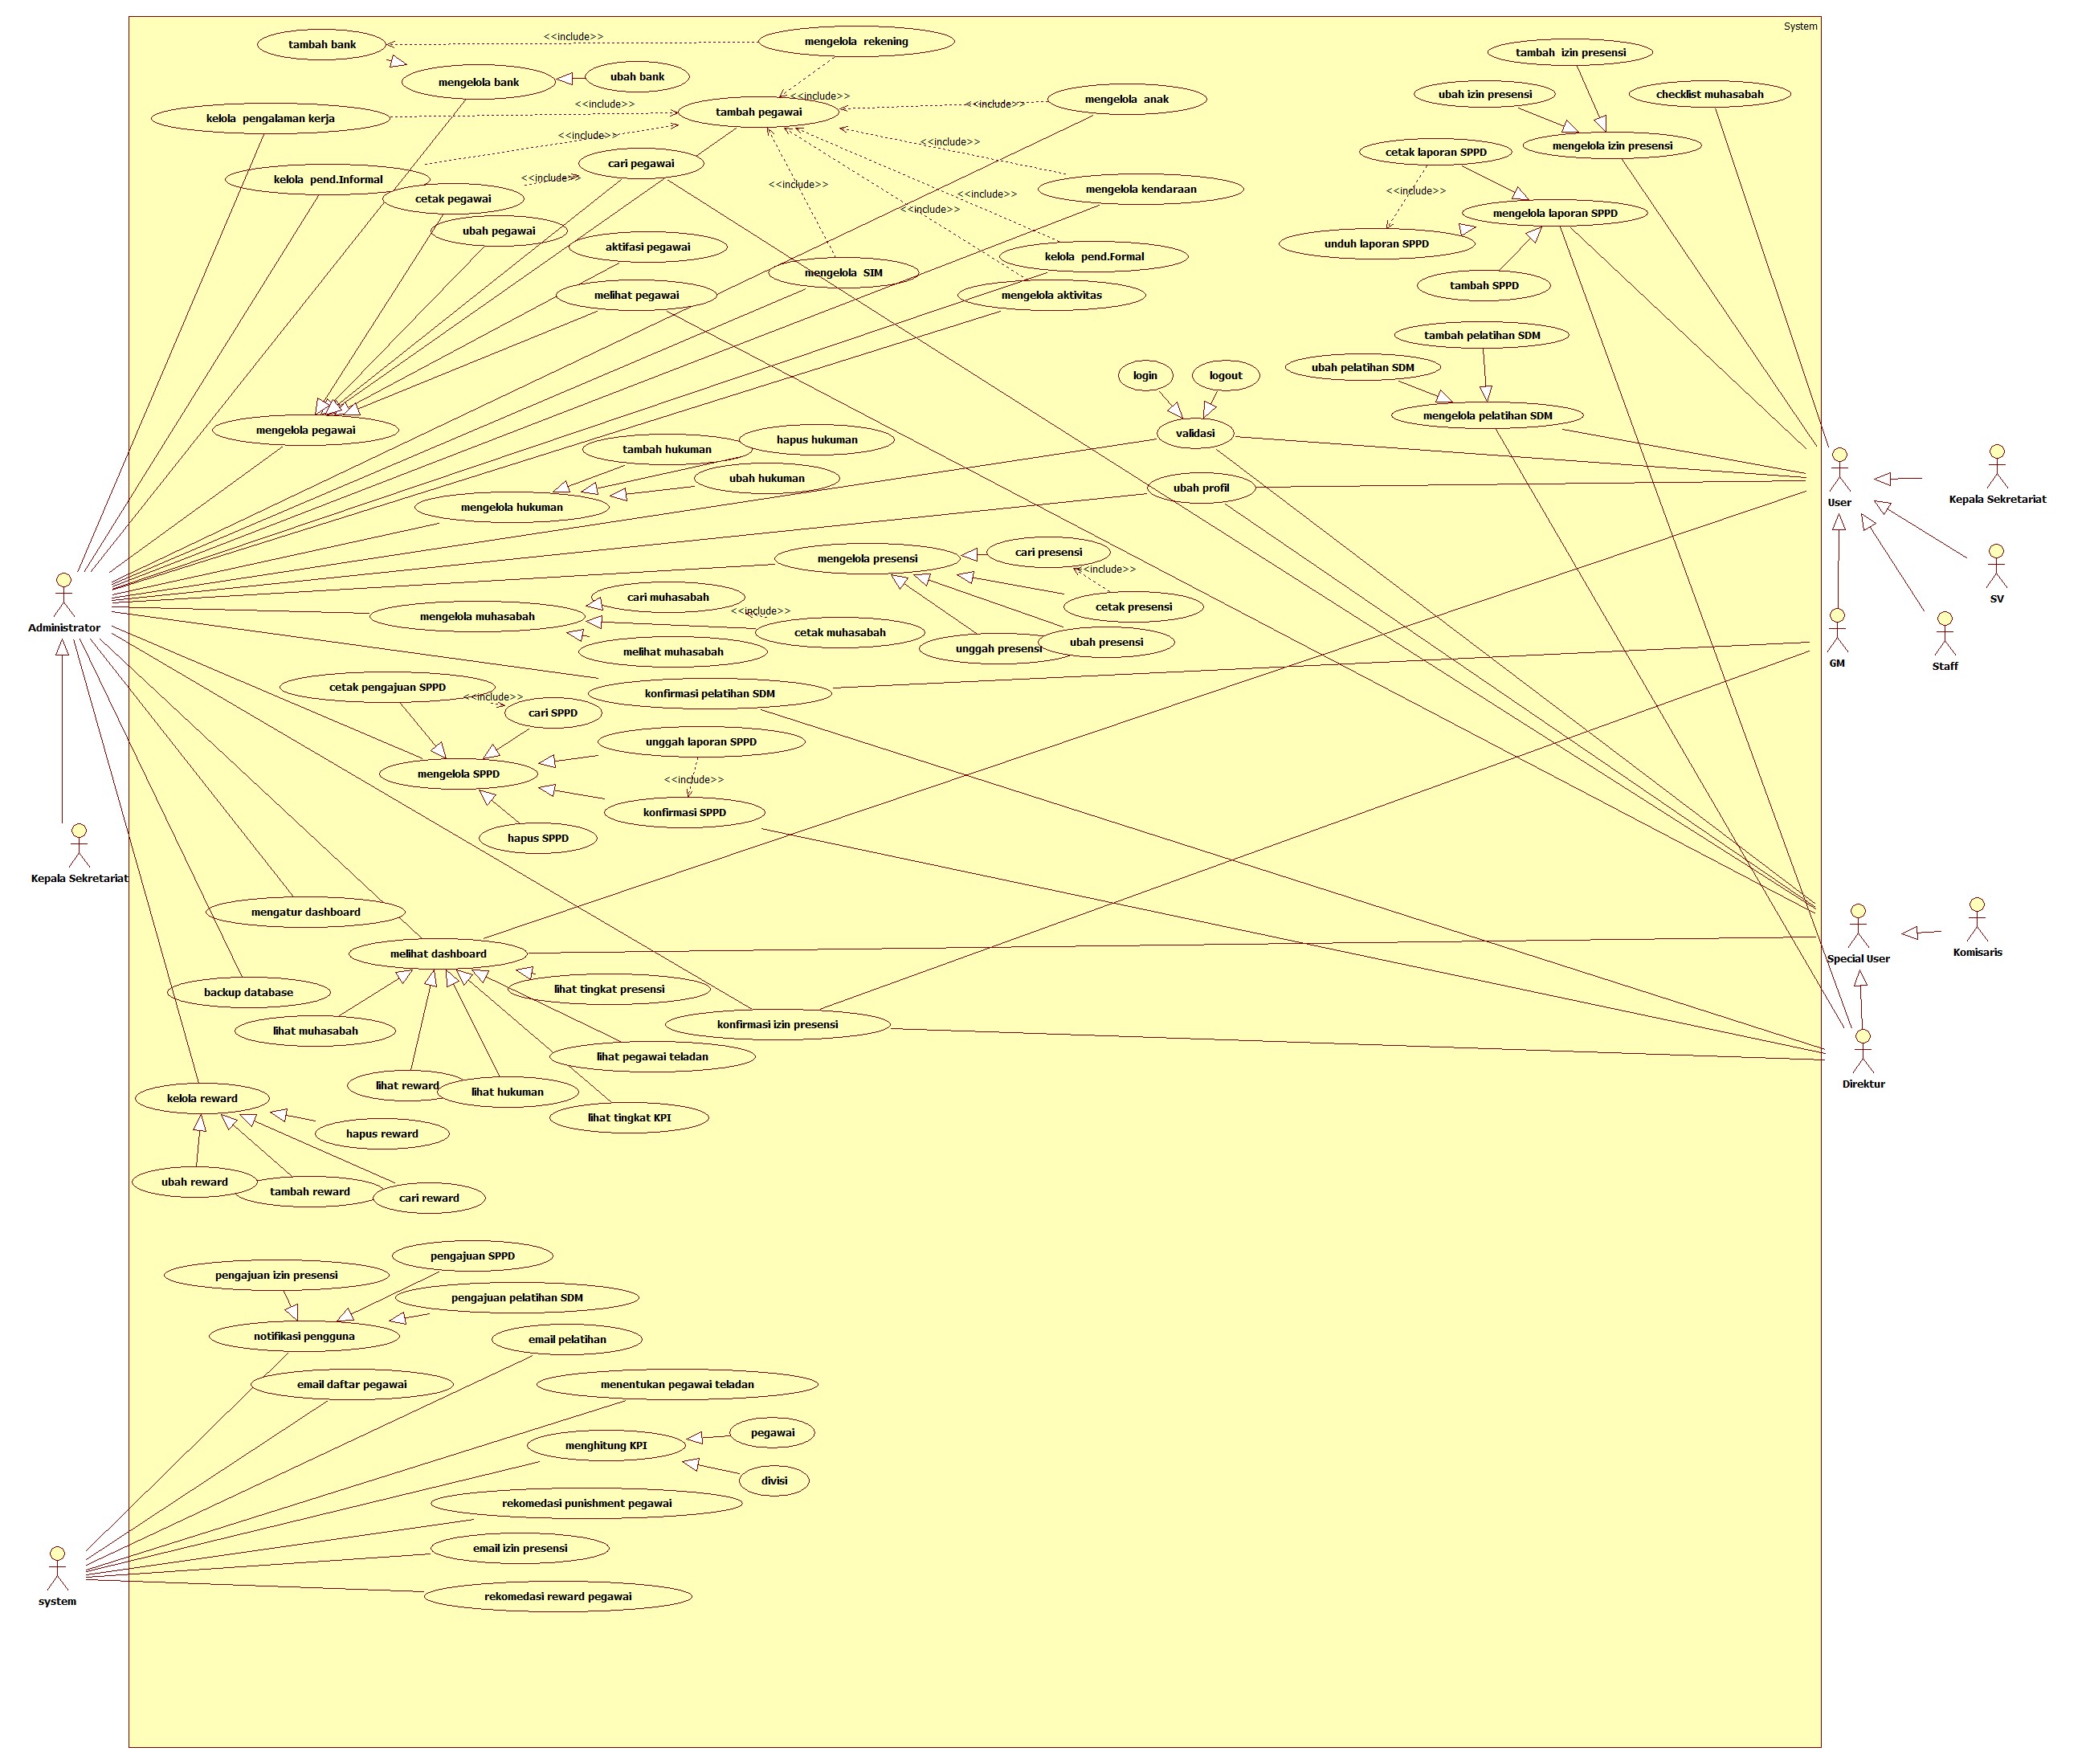 System
tambah bank
<<include>>
mengelola  rekening
tambah  izin presensi
mengelola bank
ubah bank
ubah izin presensi
checklist muhasabah
<<include>>
<<include>>
<<include>>
mengelola  anak
kelola  pengalaman kerja
tambah pegawai
<<include>>
<<include>>
mengelola izin presensi
cetak laporan SPPD
cari pegawai
kelola  pend.Informal
<<include>>
<<include>>
mengelola kendaraan
<<include>>
<<include>>
cetak pegawai
<<include>>
mengelola laporan SPPD
ubah pegawai
aktifasi pegawai
unduh laporan SPPD
kelola  pend.Formal
mengelola  SIM
melihat pegawai
mengelola aktivitas
tambah SPPD
tambah pelatihan SDM
ubah pelatihan SDM
login
logout
mengelola pelatihan SDM
mengelola pegawai
validasi
hapus hukuman
tambah hukuman
ubah hukuman
ubah profil
mengelola hukuman
User
Kepala Sekretariat
mengelola presensi
cari presensi
<<include>>
cari muhasabah
<<include>>
SV
cetak presensi
mengelola muhasabah
Administrator
cetak muhasabah
ubah presensi
unggah presensi
melihat muhasabah
GM
Staff
cetak pengajuan SPPD
<<include>>
konfirmasi pelatihan SDM
cari SPPD
unggah laporan SPPD
mengelola SPPD
<<include>>
konfirmasi SPPD
hapus SPPD
Kepala Sekretariat
mengatur dashboard
melihat dashboard
Special User
Komisaris
backup database
lihat tingkat presensi
lihat muhasabah
konfirmasi izin presensi
lihat pegawai teladan
Direktur
lihat reward
lihat hukuman
kelola reward
lihat tingkat KPI
hapus reward
ubah reward
tambah reward
cari reward
pengajuan SPPD
pengajuan izin presensi
pengajuan pelatihan SDM
notifikasi pengguna
email pelatihan
email daftar pegawai
menentukan pegawai teladan
pegawai
menghitung KPI
divisi
rekomedasi punishment pegawai
email izin presensi
rekomedasi reward pegawai
system